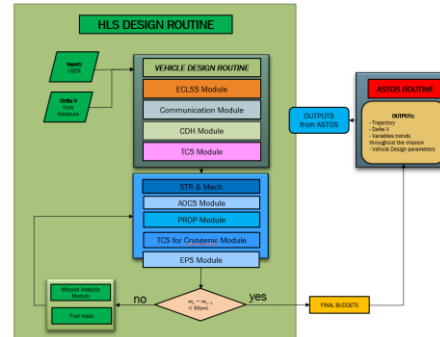 HLS DESIGN ROUTINE
Inputs
USER
Delta V
from
literature
VEHICLE DESIGN ROUTINE
ECLSS Module
Communication Module
CDH Module
TCS Module
STR & Mech
AOCS Module
PROP Module
TCS for Cryogenic Module
EPS Module
no
yes
Mission Analysis
Module
Fuel mass
FINAL BUDGETS
OUTPUTS
from ASTOS
ASTOS ROUTINE
OUTPUTs:
- Trajectory
- Delta V
- Variables trends
throughout the mission
- Vehicle Design parameters